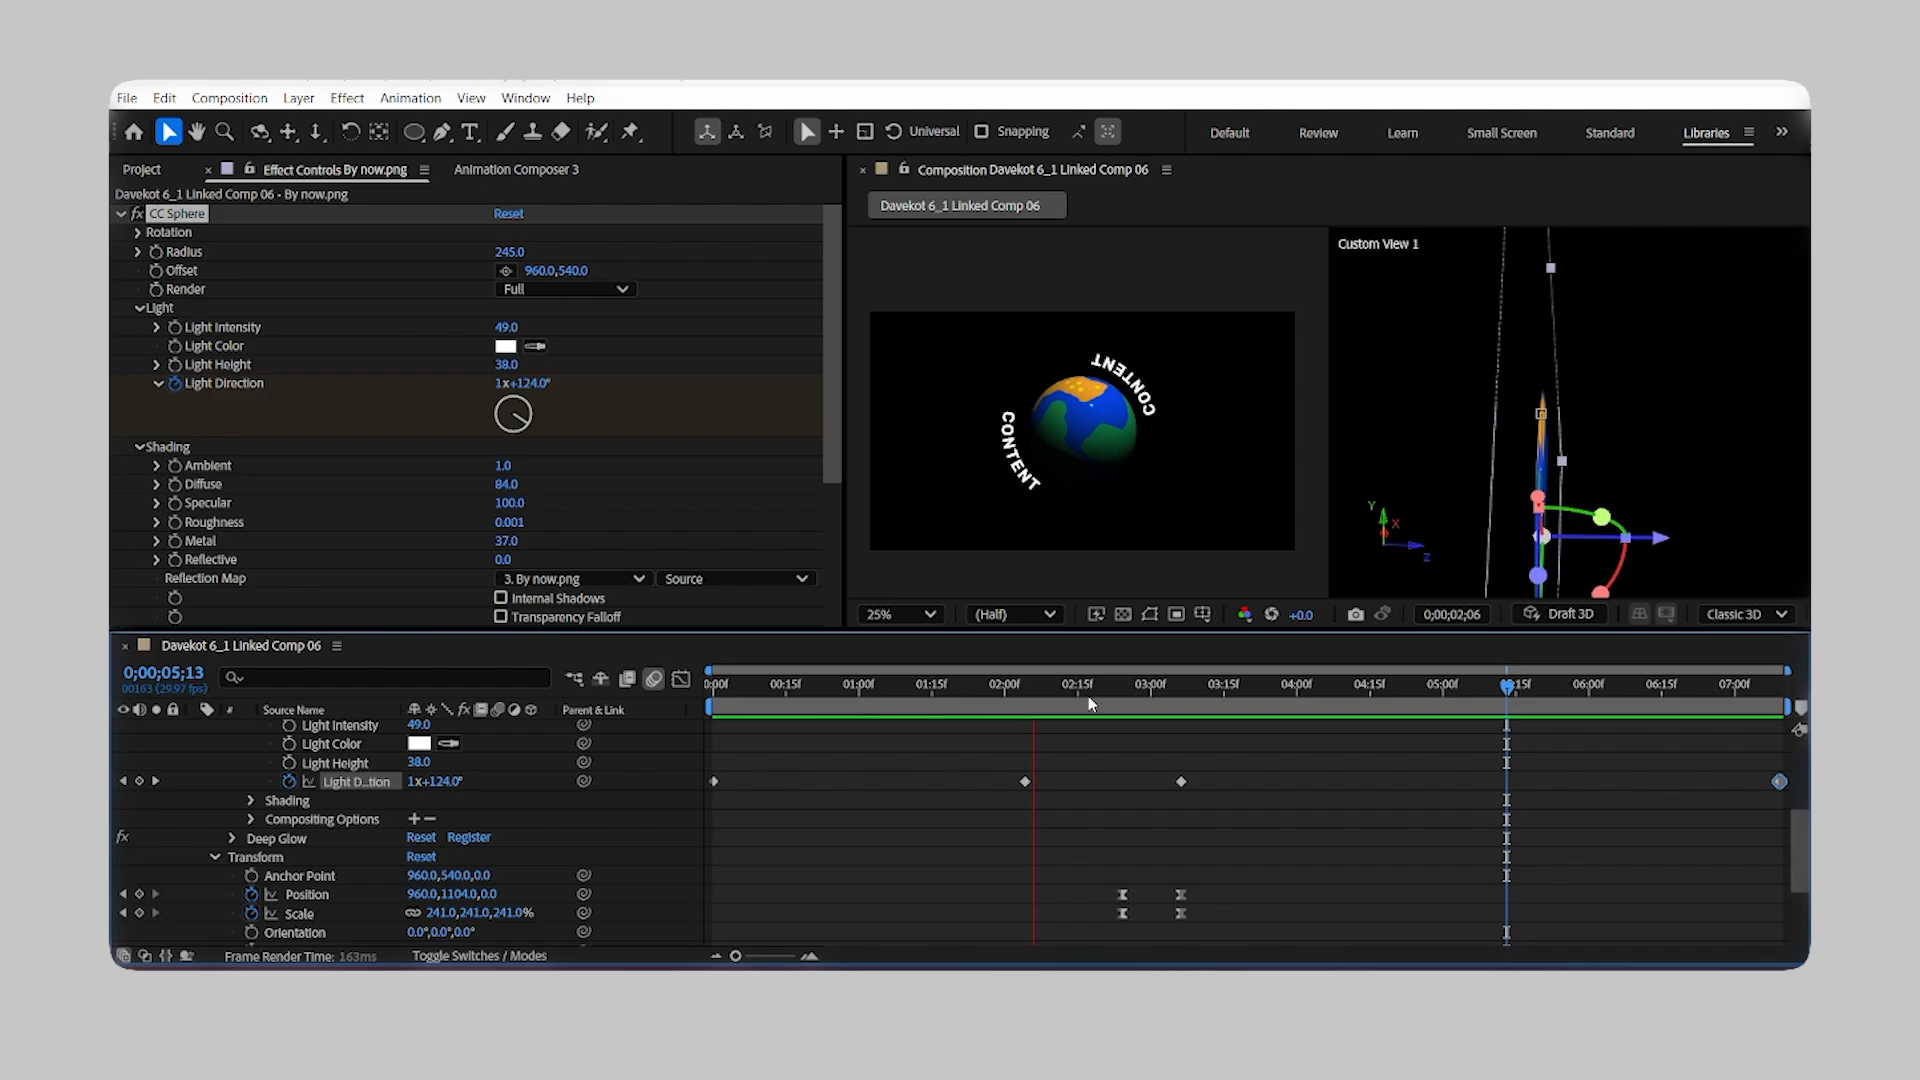 File Edit Composition Layer Effect Animation View Window Help
Universal Snapping Default Review Learn Small Screen Standard Libraries
Project Effect Controls By now.png Animation Composer 3
Davekot 6_1 Linked Comp 06 - By now.png
fx CC Sphere Reset
Rotation
Radius 245.0
Offset 960.0,540.0
Render Full
Light
Light Intensity 49.0
Light Color
Light Height 38.0
Light Direction 1x+124.0°
Shading
Ambient 1.0
Diffuse 84.0
Specular 100.0
Roughness 0.001
Metal 37.0
Reflective 0.0
Reflection Map 3. By now.png Source
Internal Shadows
Transparency Falloff
Composition Davekot 6_1 Linked Comp 06
Davekot 6_1 Linked Comp 06
Custom View 1
CONTENT
CONTENT
Y
X
Z
25% (Half) +0.0 0;00;02;06 Draft 3D Classic 3D
Davekot 6_1 Linked Comp 06
0;00;05;13
00163 (29.97 fps)
0:00f 00:15f 01:00f 01:15f 02:00f 02:15f 03:00f 03:15f 04:00f 04:15f 05:00f 15f 06:00f 06:15f 07:00f
# Source Name fx Parent & Link
Light Intensity 49.0
Light Color
Light Height 38.0
Light D...tion 1x+124.0°
Shading
Compositing Options
fx Deep Glow Reset Register
Transform Reset
Anchor Point 960.0,540.0,0.0
Position 960.0,1104.0,0.0
Scale 241.0,241.0,241.0%
Orientation 0.0°,0.0°,0.0°
Frame Render Time: 163ms Toggle Switches / Modes